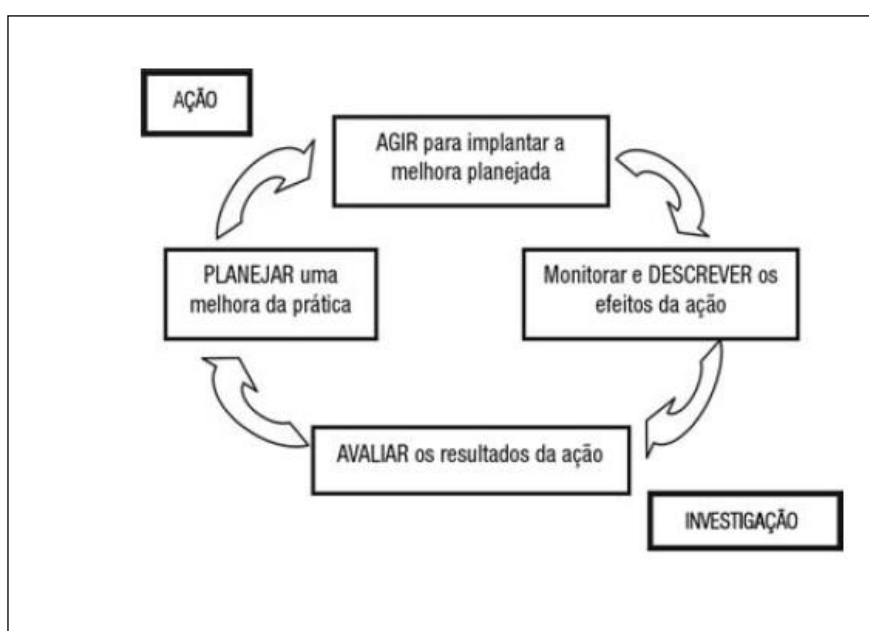 AÇÃO
AGIR para implantar a
melhora planejada
PLANEJAR uma
melhora da prática
Monitorar e DESCREVER os
efeitos da ação
AVALIAR os resultados da ação
INVESTIGAÇÃO